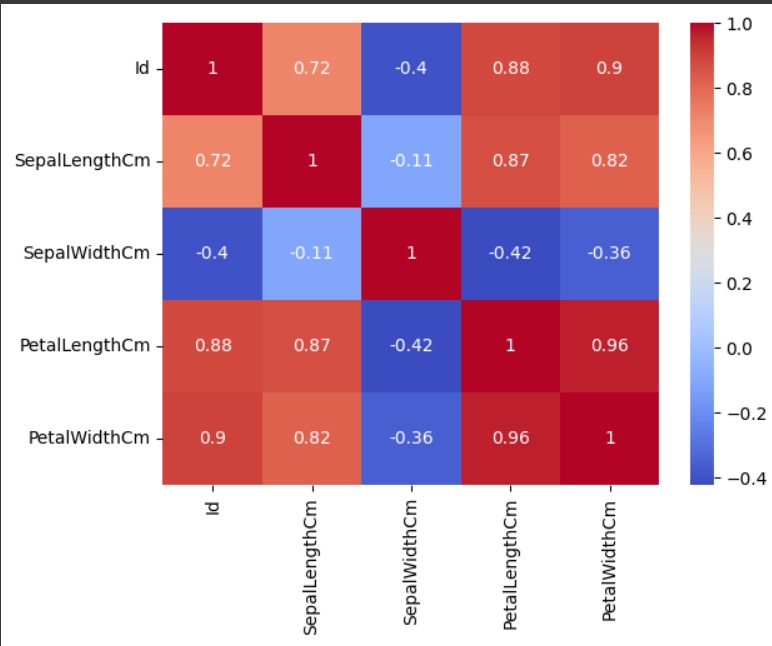 Id 1 0.72 -0.4 0.88 0.9
SepalLengthCm 0.72 1 -0.11 0.87 0.82
SepalWidthCm -0.4 -0.11 1 -0.42 -0.36
PetalLengthCm 0.88 0.87 -0.42 1 0.96
PetalWidthCm 0.9 0.82 -0.36 0.96 1
Id
SepalLengthCm
SepalWidthCm
PetalLengthCm
PetalWidthCm
1.0
0.8
0.6
0.4
0.2
0.0
−0.2
−0.4